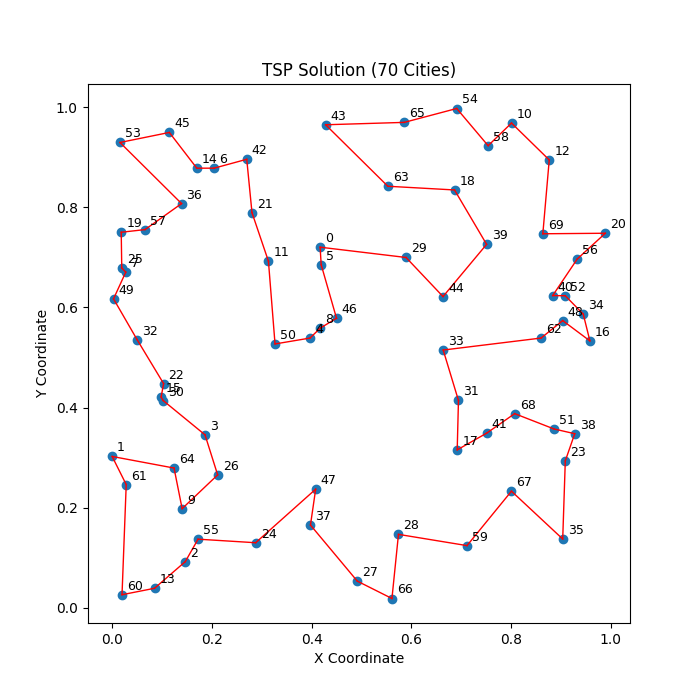 TSP Solution (70 Cities)
1.0
0.8
0.6
0.4
0.2
0.0
Y Coordinate
0.0 0.2 0.4 0.6 0.8 1.0
X Coordinate
54
43 65 10
53 45 58
14 6 42 12
63 18
36
21
19 57 69 20
0 39
11 29 56
25 7 5
49 44 40 52
46 34
8 48
32 50 4 62 16
33
22
15 31
30 68
3 41 51 38
1 17
64 26 23
61 47 67
9
37
55 24 28 59 35
2
13 27
60 66